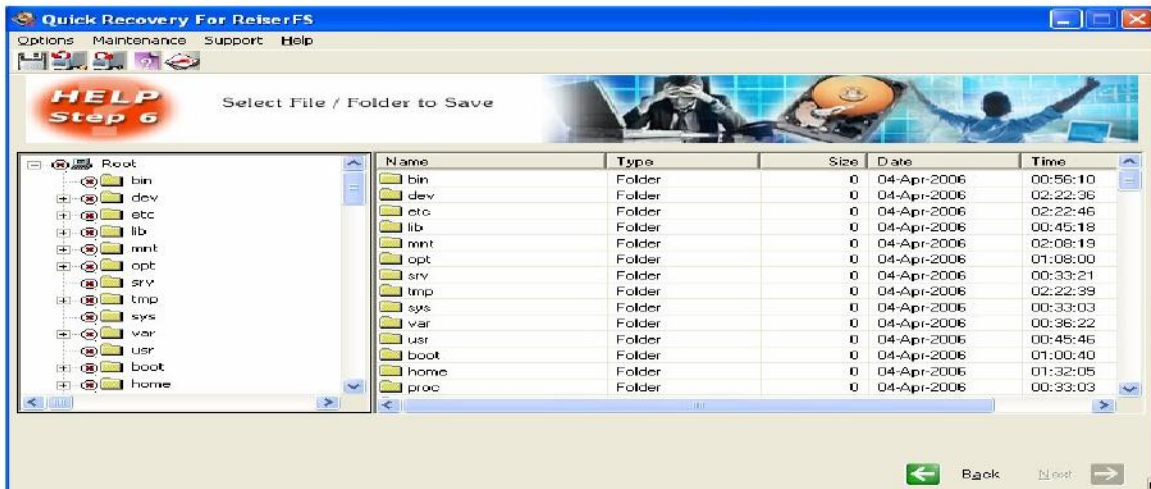 Quick Recovery For ReiserFS
Options Maintenance Support Help
HELP
Step 6
Select File / Folder to Save
Root
bin
dev
etc
lib
mnt
opt
srv
tmp
sys
var
usr
boot
home
Name Type Size Date Time
bin Folder 0 04-Apr-2006 00:56:10
dev Folder 0 04-Apr-2006 02:22:36
etc Folder 0 04-Apr-2006 02:22:46
lib Folder 0 04-Apr-2006 00:45:18
mnt Folder 0 04-Apr-2006 02:08:19
opt Folder 0 04-Apr-2006 01:08:00
srv Folder 0 04-Apr-2006 00:33:21
tmp Folder 0 04-Apr-2006 02:22:39
sys Folder 0 04-Apr-2006 00:33:03
var Folder 0 04-Apr-2006 00:36:22
usr Folder 0 04-Apr-2006 00:45:46
boot Folder 0 04-Apr-2006 01:00:40
home Folder 0 04-Apr-2006 01:32:05
proc Folder 0 04-Apr-2006 00:33:03
Back Next